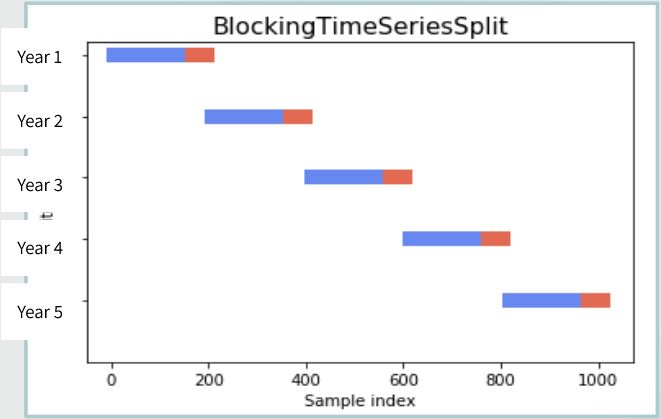 BlockingTimeSeriesSplit
Year 1
Year 2
Year 3
it
Year 4
Year 5
0 200 400 600 800 1000
Sample index